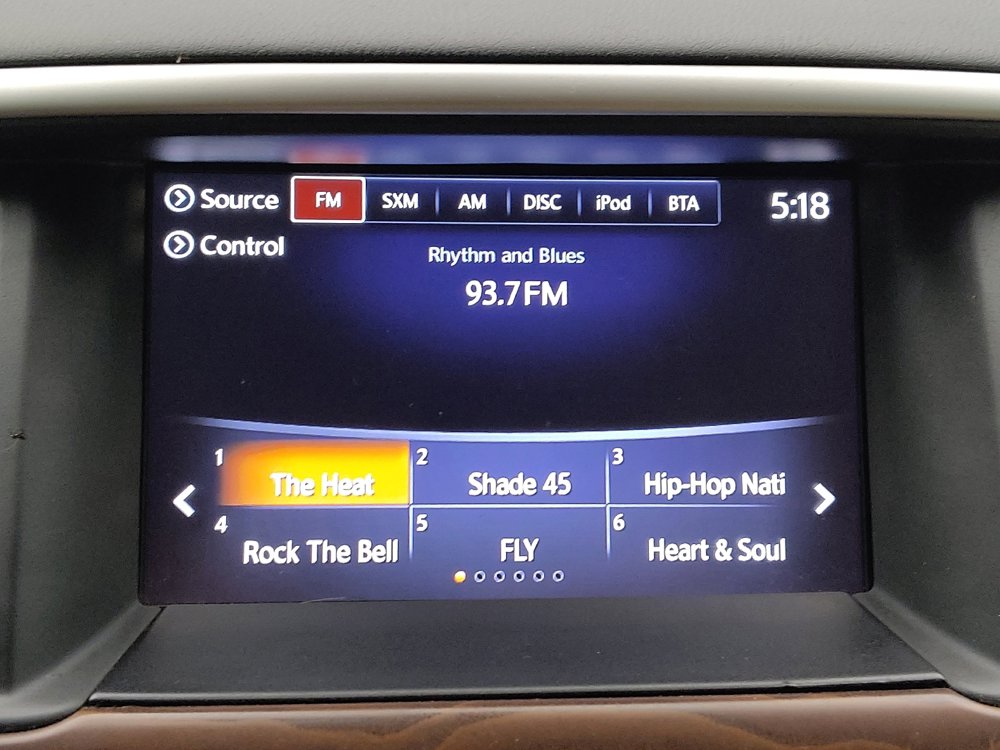 Source FM SXM AM DISC iPod BTA 5:18
Control
Rhythm and Blues
93.7FM
1 The Heat 2 Shade 45 3 Hip-Hop Nati
4 Rock The Bell 5 FLY 6 Heart & Soul